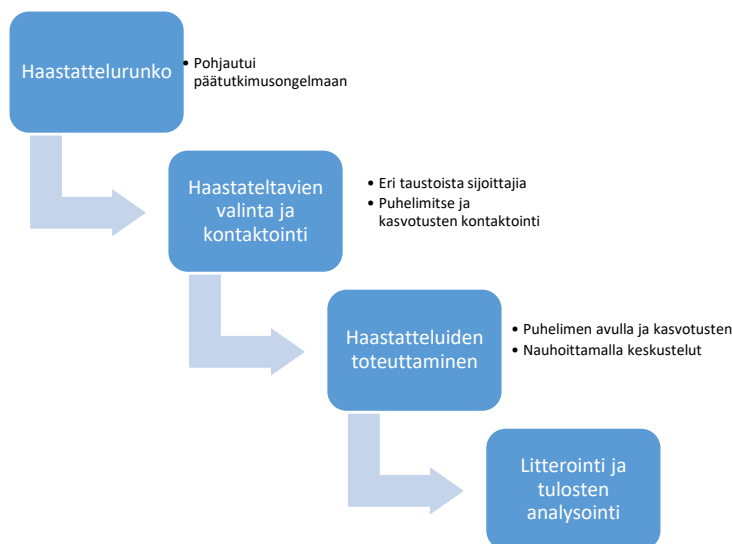 Haastattelurunko
• Pohjautui
päätutkimusongelmaan
Haastateltavien
valinta ja
kontaktointi
• Eri taustoista sijoittajia
• Puhelimitse ja
kasvotusten kontaktointi
Haastatteluiden
toteuttaminen
• Puhelimen avulla ja kasvotusten
• Nauhoittamalla keskustelut
Litterointi ja
tulosten
analysointi